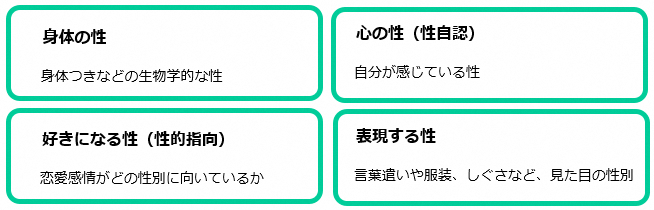 身体の性
身体つきなどの生物学的な性
心の性（性自認）
自分が感じている性
好きになる性（性的指向）
恋愛感情がどの性別に向いているか
表現する性
言葉遣いや服装、しぐさなど、見た目の性別